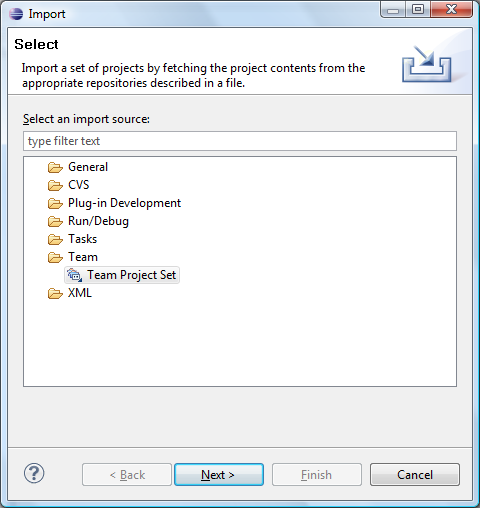 Import
Select
Import a set of projects by fetching the project contents from the
appropriate repositories described in a file.
Select an import source:
type filter text
General
CVS
Plug-in Development
Run/Debug
Tasks
Team
Team Project Set
XML
? < Back Next > Finish Cancel